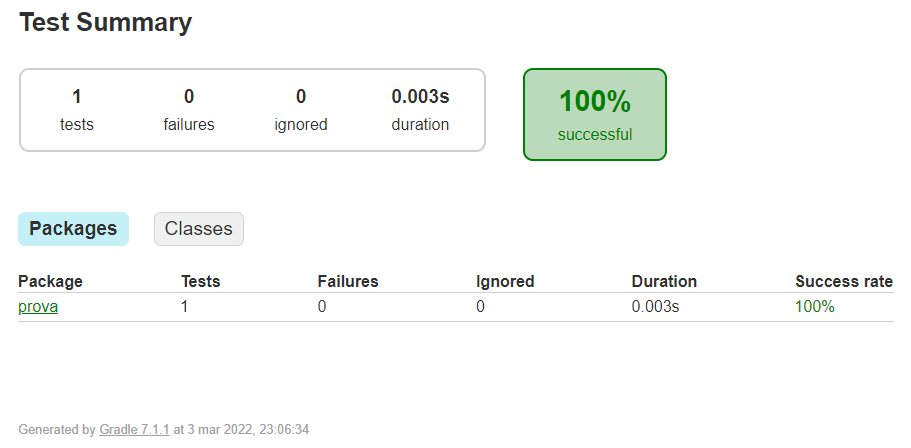 Test Summary
1 0 0 0.003s
tests failures ignored duration
100%
successful
Packages Classes
Package Tests Failures Ignored Duration Success rate
prova 1 0 0 0.003s 100%
Generated by Gradle 7.1.1 at 3 mar 2022, 23:06:34